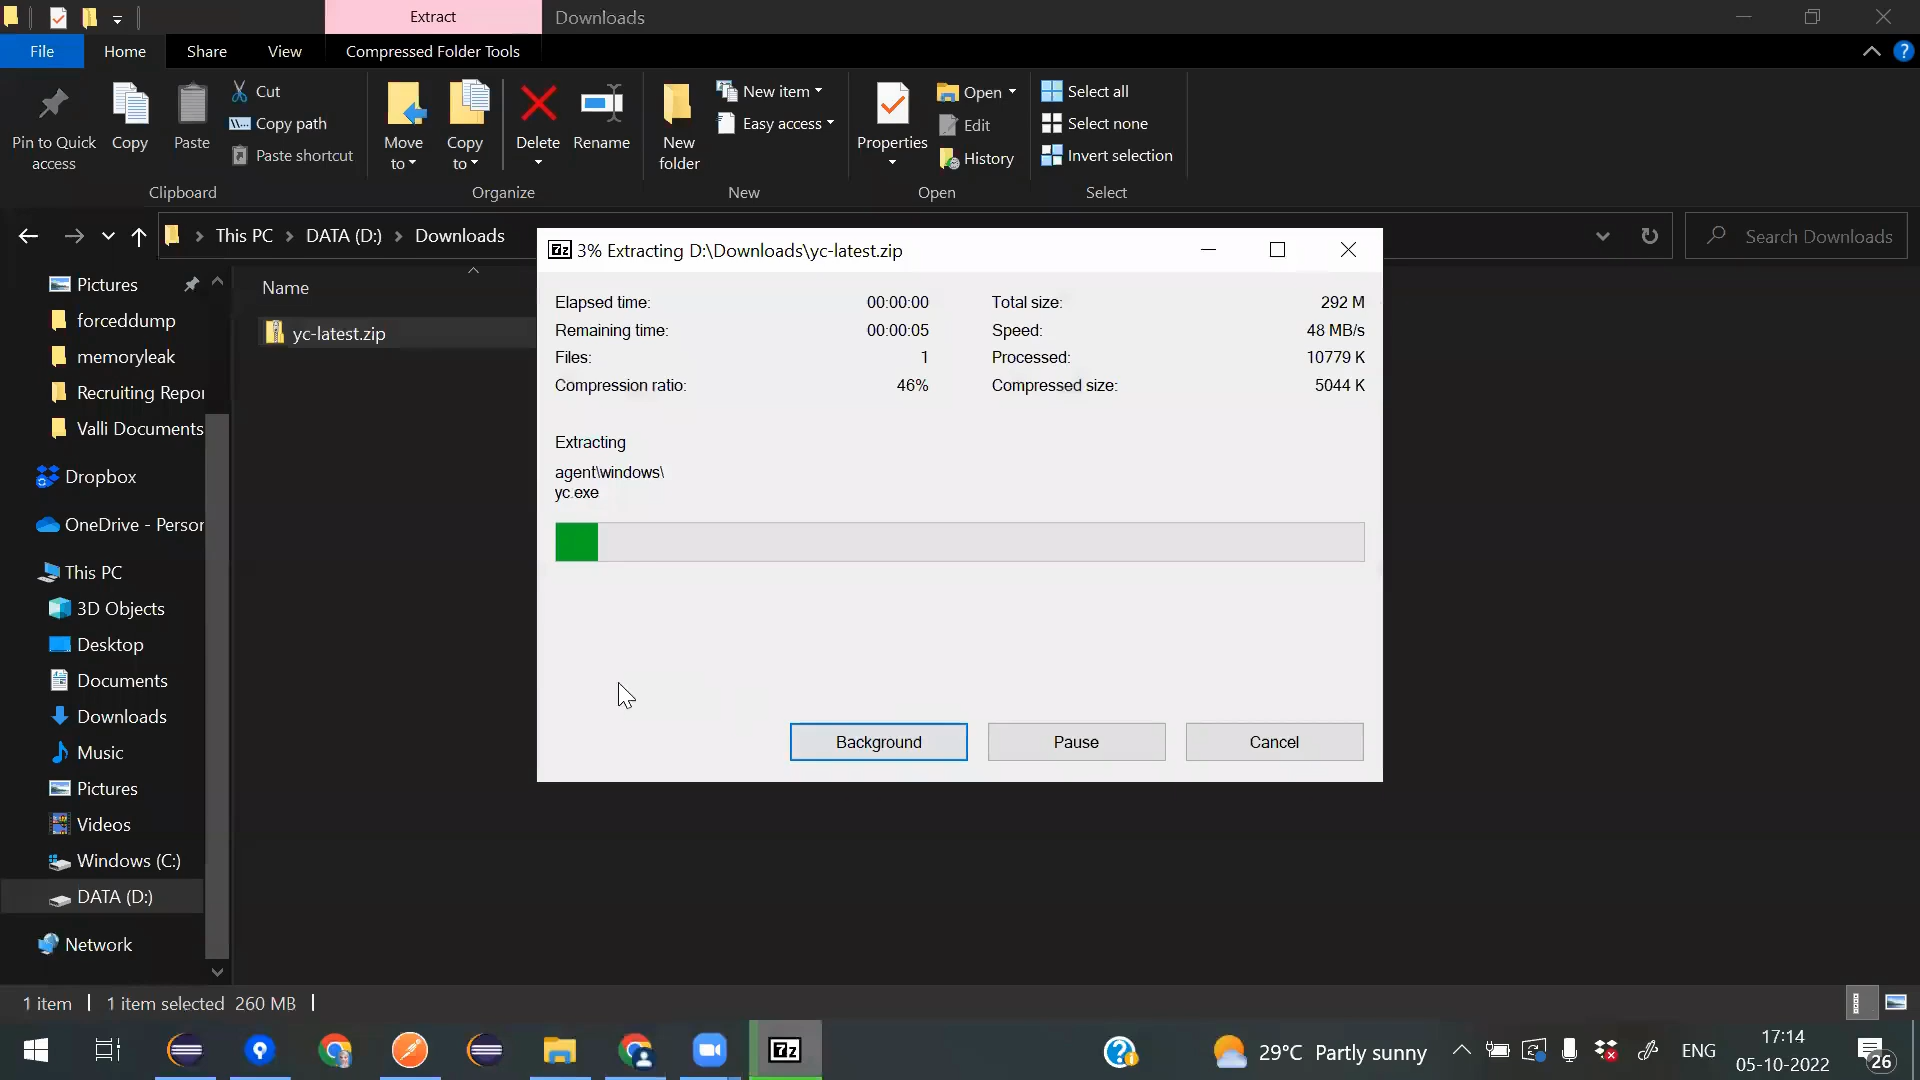 Extract
Downloads
File
Home
Share
View
Compressed Folder Tools
Pin to Quick access
Copy
Paste
Cut
Copy path
Paste shortcut
Clipboard
Move to
Copy to
Delete
Rename
Organize
New folder
New item
Easy access
New
Properties
Open
Edit
History
Open
Select all
Select none
Invert selection
Select
This PC
DATA (D:)
Downloads
Search Downloads
Pictures
forceddump
memoryleak
Recruiting Repor
Valli Documents
Dropbox
OneDrive - Person
This PC
3D Objects
Desktop
Documents
Downloads
Music
Pictures
Videos
Windows (C:)
DATA (D:)
Network
Name
yc-latest.zip
7z
3% Extracting D:\Downloads\yc-latest.zip
Elapsed time: 00:00:00
Total size: 292 M
Remaining time: 00:00:05
Speed: 48 MB/s
Files: 1
Processed: 10779 K
Compression ratio: 46%
Compressed size: 5044 K
Extracting
agent\windows\
yc.exe
Background
Pause
Cancel
1 item
1 item selected 260 MB
7z
29°C Partly sunny
ENG
17:14
05-10-2022
26